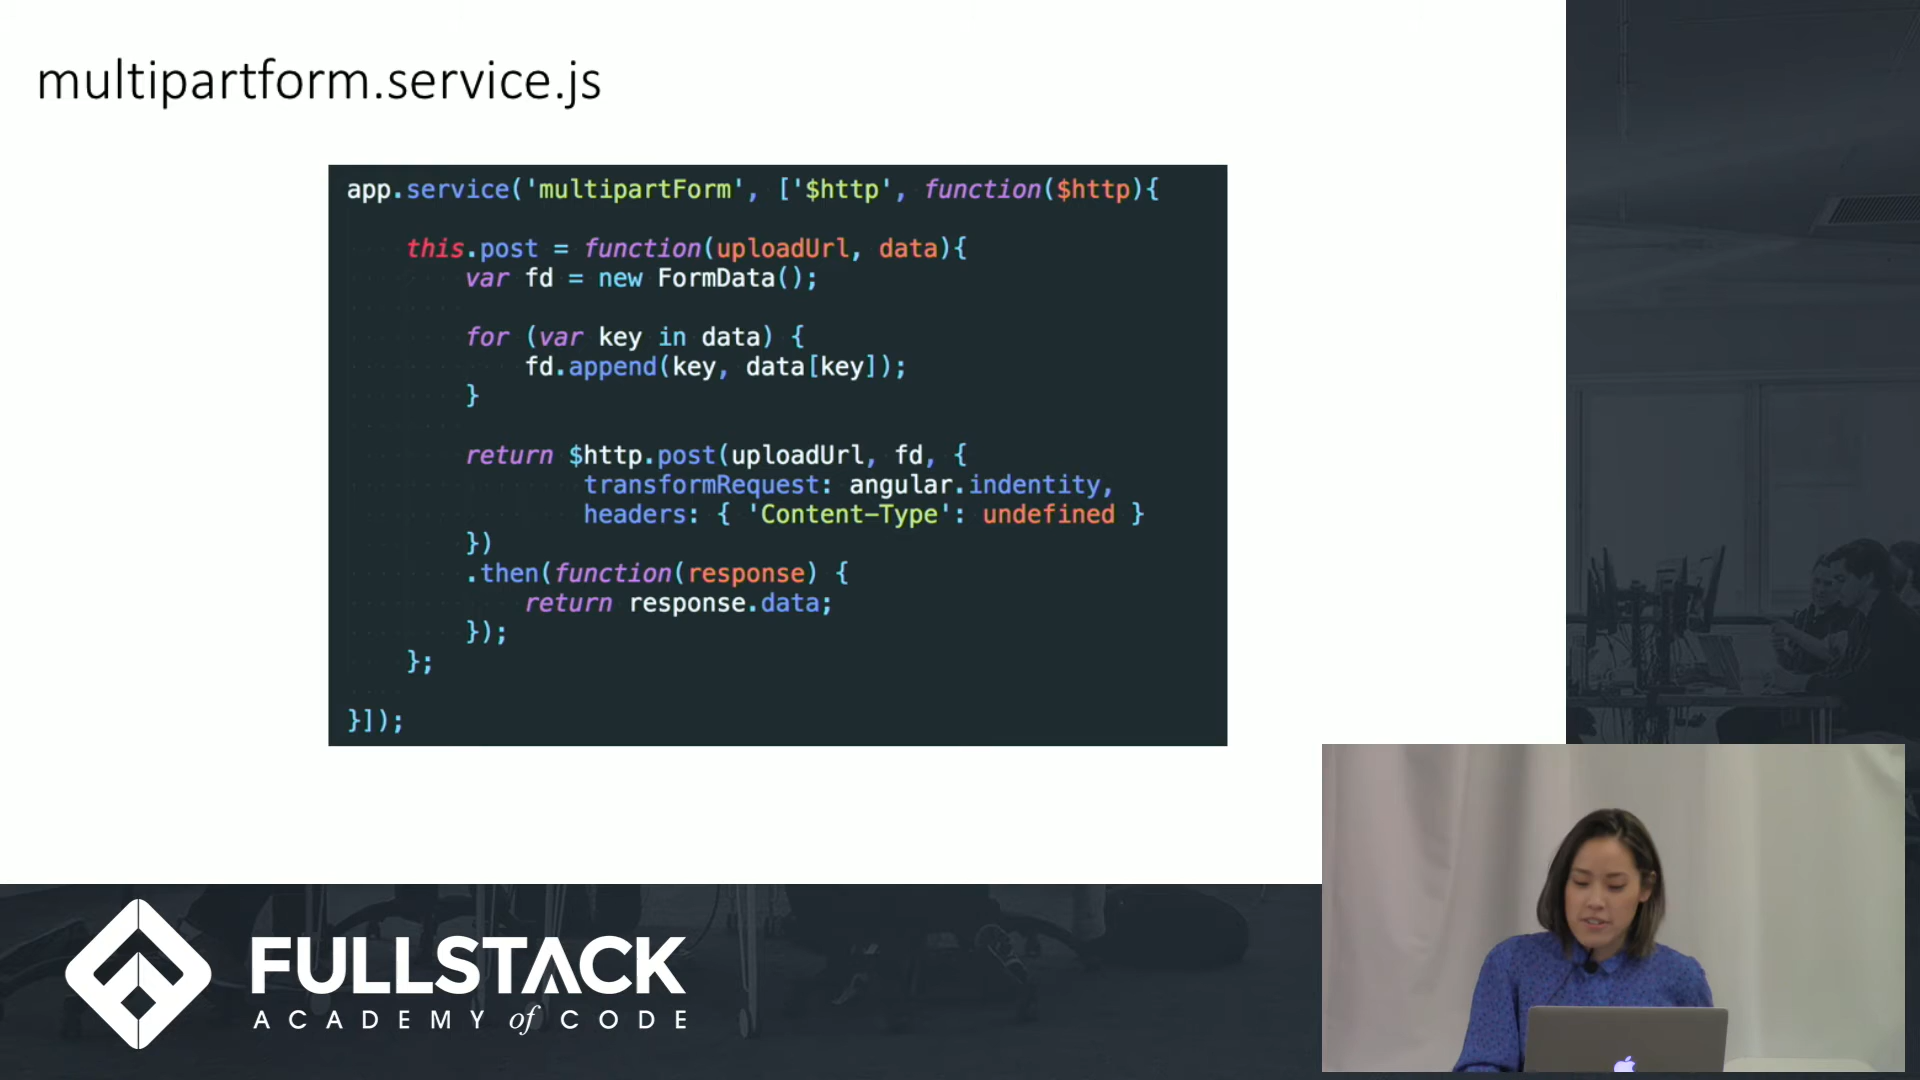 multipartform.service.js
app.service('multipartForm', ['$http', function($http){
this.post = function(uploadUrl, data){
var fd = new FormData();
for (var key in data) {
fd.append(key, data[key]);
}
return $http.post(uploadUrl, fd, {
transformRequest: angular.indentity,
headers: { 'Content-Type': undefined }
})
.then(function(response) {
return response.data;
});
};
}]);
FULLSTACK
ACADEMY of CODE